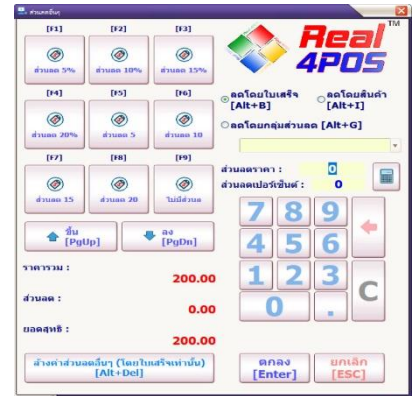 ส่วนลดอื่นๆ
[F1] [F2] [F3]
ส่วนลด 5% ส่วนลด 10% ส่วนลด 15%
[F4] [F5] [F6]
ส่วนลด 20% ส่วนลด 5 ส่วนลด 10
[F7] [F8] [F9]
ส่วนลด 15 ส่วนลด 20 ไม่มีส่วนล
ขึ้น
[PgUp]
ลง
[PgDn]
ราคารวม :
200.00
ส่วนลด :
0.00
ยอดสุทธิ :
200.00
ล้างค่าส่วนลดอื่นๆ (โดยใบเสร็จเท่านั้น)
[Alt+Del]
Real
TM
4POS
ลดโดยใบเสร็จ
[Alt+B]
ลดโดยสินค้า
[Alt+I]
ลดโดยกลุ่มส่วนลด [Alt+G]
ส่วนลดราคา : 0
ส่วนลดเปอร์เซ็นต์ : 0
7 8 9
4 5 6
1 2 3
C
0 .
ตกลง
[Enter]
ยกเลิก
[ESC]